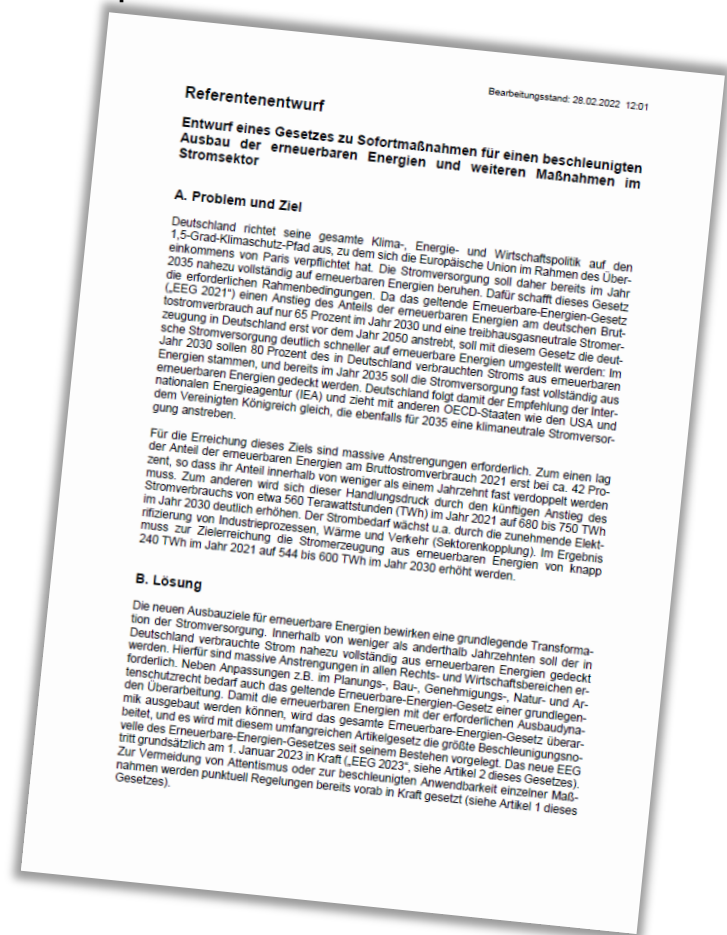 Bearbeitungsstand: 28.02.2022 12:01
Referentenentwurf
Entwurf eines Gesetzes zu Sofortmaßnahmen für einen beschleunigten
Ausbau der erneuerbaren Energien und weiteren Maßnahmen im
Stromsektor
A. Problem und Ziel
Deutschland richtet seine gesamte Klima-, Energie- und Wirtschaftspolitik auf den
1,5-Grad-Klimaschutz-Pfad aus, zu dem sich die Europäische Union im Rahmen des Über-
einkommens von Paris verpflichtet hat. Die Stromversorgung soll daher bereits im Jahr
2035 nahezu vollständig auf erneuerbaren Energien beruhen. Dafür schafft dieses Gesetz
die erforderlichen Rahmenbedingungen. Da das geltende Erneuerbare-Energien-Gesetz
(„EEG 2021“) einen Anstieg des Anteils der erneuerbaren Energien am deutschen Brut-
tostromverbrauch auf nur 65 Prozent im Jahr 2030 und eine treibhausgasneutrale Stromer-
zeugung in Deutschland erst vor dem Jahr 2050 anstrebt, soll mit diesem Gesetz die deut-
sche Stromversorgung deutlich schneller auf erneuerbare Energien umgestellt werden: Im
Jahr 2030 sollen 80 Prozent des in Deutschland verbrauchten Stroms aus erneuerbaren
Energien stammen, und bereits im Jahr 2035 soll die Stromversorgung fast vollständig aus
erneuerbaren Energien gedeckt werden. Deutschland folgt damit der Empfehlung der Inter-
nationalen Energieagentur (IEA) und zieht mit anderen OECD-Staaten wie den USA und
dem Vereinigten Königreich gleich, die ebenfalls für 2035 eine klimaneutrale Stromversor-
gung anstreben.
Für die Erreichung dieses Ziels sind massive Anstrengungen erforderlich. Zum einen lag
der Anteil der erneuerbaren Energien am Bruttostromverbrauch 2021 erst bei ca. 42 Pro-
zent, so dass ihr Anteil innerhalb von weniger als einem Jahrzehnt fast verdoppelt werden
muss. Zum anderen wird sich dieser Handlungsdruck durch den künftigen Anstieg des
Stromverbrauchs von etwa 560 Terawattstunden (TWh) im Jahr 2021 auf 680 bis 750 TWh
im Jahr 2030 deutlich erhöhen. Der Strombedarf wächst u.a. durch die zunehmende Elekt-
rifizierung von Industrieprozessen, Wärme und Verkehr (Sektorenkopplung). Im Ergebnis
muss zur Zielerreichung die Stromerzeugung aus erneuerbaren Energien von knapp
240 TWh im Jahr 2021 auf 544 bis 600 TWh im Jahr 2030 erhöht werden.
B. Lösung
Die neuen Ausbauziele für erneuerbare Energien bewirken eine grundlegende Transforma-
tion der Stromversorgung. Innerhalb von weniger als anderthalb Jahrzehnten soll der in
Deutschland verbrauchte Strom nahezu vollständig aus erneuerbaren Energien gedeckt
werden. Hierfür sind massive Anstrengungen in allen Rechts- und Wirtschaftsbereichen er-
forderlich. Neben Anpassungen z.B. im Planungs-, Bau-, Genehmigungs-, Natur- und Ar-
tenschutzrecht bedarf auch das geltende Erneuerbare-Energien-Gesetz einer grundlegen-
den Überarbeitung. Damit die erneuerbaren Energien mit der erforderlichen Ausbaudyna-
mik ausgebaut werden können, wird das gesamte Erneuerbare-Energien-Gesetz überar-
beitet, und es wird mit diesem umfangreichen Artikelgesetz die größte Beschleunigungsno-
velle des Erneuerbare-Energien-Gesetzes seit seinem Bestehen vorgelegt. Das neue EEG
tritt grundsätzlich am 1. Januar 2023 in Kraft („EEG 2023“, siehe Artikel 2 dieses Gesetzes).
Zur Vermeidung von Attentismus oder zur beschleunigten Anwendbarkeit einzelner Maß-
nahmen werden punktuell Regelungen bereits vorab in Kraft gesetzt (siehe Artikel 1 dieses
Gesetzes).